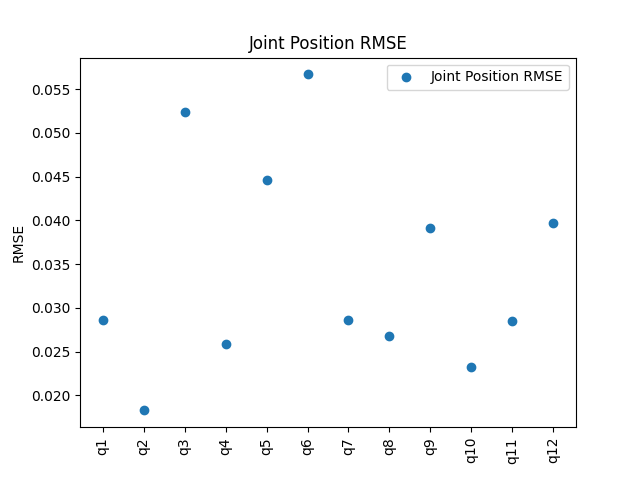 Joint Position RMSE
Joint Position RMSE
0.055
0.050
0.045
0.040
0.035
0.030
0.025
0.020
RMSE
q1
q2
q3
q4
q5
q6
q7
q8
q9
q10
q11
q12